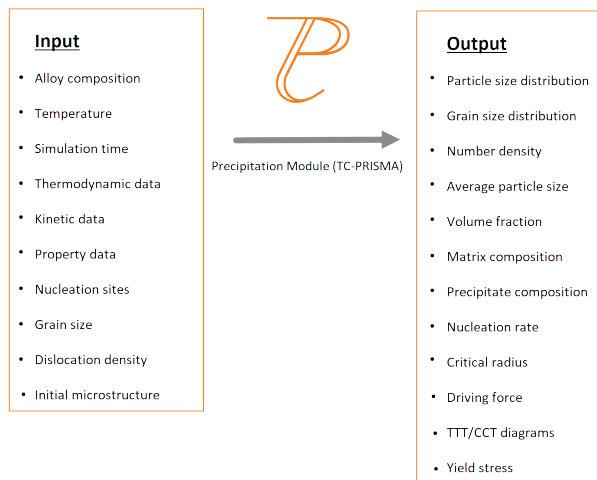 Input
• Alloy composition
• Temperature
• Simulation time
• Thermodynamic data
• Kinetic data
• Property data
• Nucleation sites
• Grain size
• Dislocation density
• Initial microstructure
Precipitation Module (TC-PRISMA)
Output
• Particle size distribution
• Grain size distribution
• Number density
• Average particle size
• Volume fraction
• Matrix composition
• Precipitate composition
• Nucleation rate
• Critical radius
• Driving force
• TTT/CCT diagrams
• Yield stress